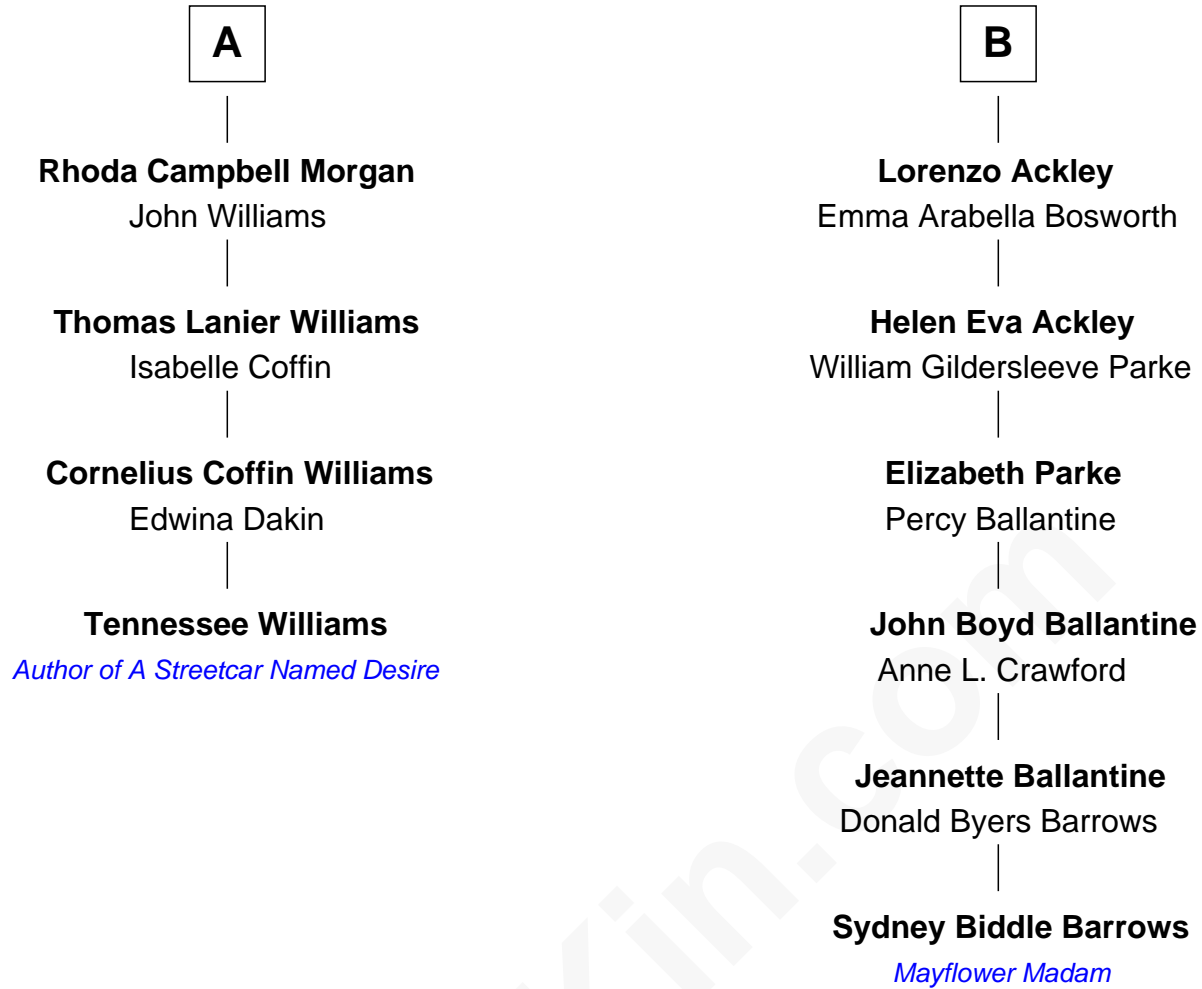 A
Rhoda Campbell Morgan
John Williams
Thomas Lanier Williams
Isabelle Coffin
Cornelius Coffin Williams
Edwina Dakin
Tennessee Williams
Author of A Streetcar Named Desire
B
Lorenzo Ackley
Emma Arabella Bosworth
Helen Eva Ackley
William Gildersleeve Parke
Elizabeth Parke
Percy Ballantine
John Boyd Ballantine
Anne L. Crawford
Jeannette Ballantine
Donald Byers Barrows
Sydney Biddle Barrows
Mayflower Madam
Kin.com